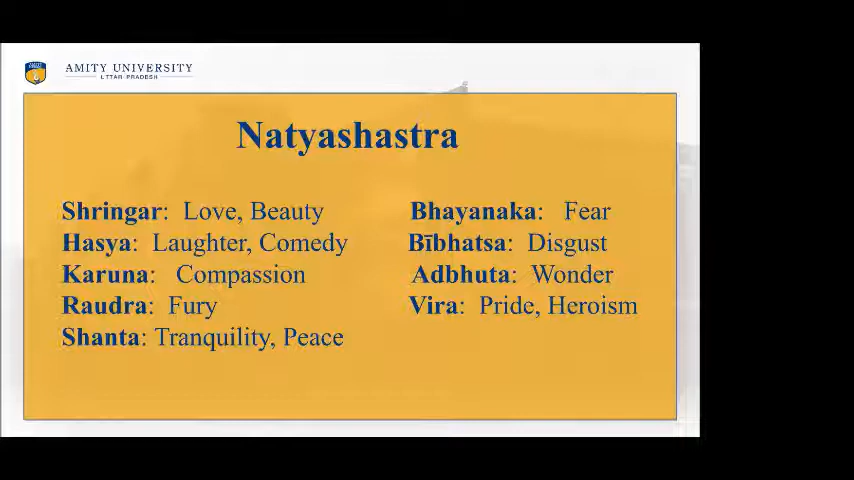 AMITY UNIVERSITY
UTTAR PRADESH
Natyashastra
Shringar: Love, Beauty
Hasya: Laughter, Comedy
Karuna: Compassion
Raudra: Fury
Shanta: Tranquility, Peace
Bhayanaka: Fear
Bībhatsa: Disgust
Adbhuta: Wonder
Vira: Pride, Heroism